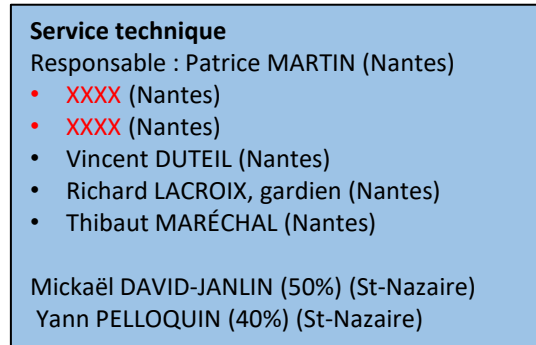 Service technique
Responsable : Patrice MARTIN (Nantes)
• XXXX (Nantes)
• XXXX (Nantes)
• Vincent DUTEIL (Nantes)
• Richard LACROIX, gardien (Nantes)
• Thibaut MARÉCHAL (Nantes)
Mickaël DAVID-JANLIN (50%) (St-Nazaire)
Yann PELLOQUIN (40%) (St-Nazaire)